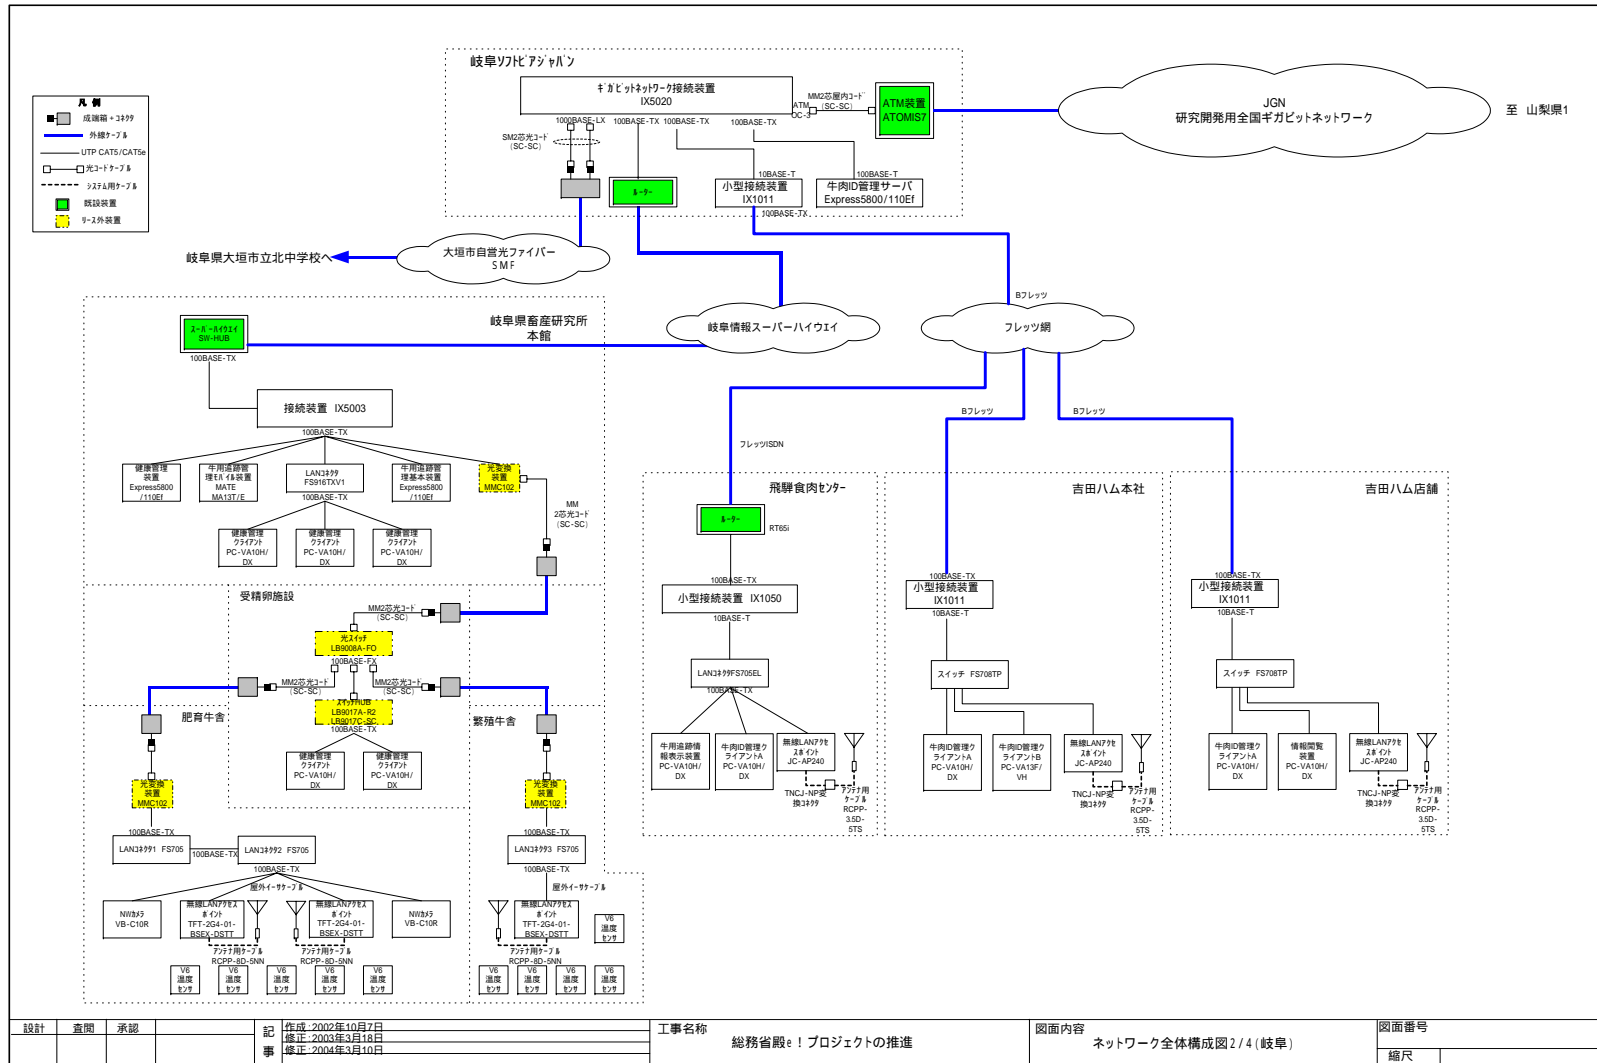 岐阜ソフトピアジャパン
ギガビットネットワーク接続装置
IX5020
ATM
OC-3
MM2芯屋内コード
(SC-SC)
ATM装置
ATOMIS7
JGN
研究開発用全国ギガビットネットワーク
至 山梨県1
1000BASE-LX
100BASE-TX
100BASE-TX
100BASE-TX
SM2芯光コード
(SC-SC)
ルーター
10BASE-T
小型接続装置
IX1011
100BASE-TX
100BASE-T
牛肉ID管理サーバ
Express5800/110Ef
凡 例
成端箱+コネクタ
外線ケーブル
UTP CAT5/CAT5e
光コードケーブル
システム用ケーブル
既設装置
リース外装置
岐阜県大垣市立北中学校へ
大垣市自営光ファイバー
SMF
岐阜情報スーパーハイウエイ
Bフレッツ
フレッツ網
Bフレッツ
Bフレッツ
フレッツISDN
岐阜県畜産研究所
本館
スーパーハイウエイ
SW-HUB
100BASE-TX
接続装置 IX5003
100BASE-TX
健康管理
装置
Express5800
/110Ef
牛用追跡管
理モバイル装置
MATE
MA13T/E
LANコネクタ
FS916TXV1
100BASE-TX
牛用追跡管
理基本装置
Express5800
/110Ef
光変換
装置
MMC102
MM
2芯光コード
(SC-SC)
健康管理
クライアント
PC-VA10H/
DX
健康管理
クライアント
PC-VA10H/
DX
健康管理
クライアント
PC-VA10H/
DX
受精卵施設
MM2芯光コード
(SC-SC)
光スイッチ
LB9008A-FO
100BASE-FX
MM2芯光コード
(SC-SC)
MM2芯光コード
(SC-SC)
スイッチHUB
LB9017A-R2
LB9017C-SC
100BASE-TX
健康管理
クライアント
PC-VA10H/
DX
健康管理
クライアント
PC-VA10H/
DX
肥育牛舎
光変換
装置
MMC102
100BASE-TX
LANコネクタ1 FS705
100BASE-TX
LANコネクタ2 FS705
100BASE-TX
屋外イーサケーブル
NWカメラ
VB-C10R
無線LANアクセス
ポイント
TFT-2G4-01-
BSEX-DSTT
無線LANアクセス
ポイント
TFT-2G4-01-
BSEX-DSTT
NWカメラ
VB-C10R
アンテナ用ケーブル
RCPP-8D-5NN
アンテナ用ケーブル
RCPP-8D-5NN
V6
温度
センサ
V6
温度
センサ
V6
温度
センサ
V6
温度
センサ
V6
温度
センサ
繁殖牛舎
光変換
装置
MMC102
100BASE-TX
LANコネクタ3 FS705
100BASE-TX
屋外イーサケーブル
無線LANアクセス
ポイント
TFT-2G4-01-
BSEX-DSTT
アンテナ用ケーブル
RCPP-8D-5NN
V6
温度
センサ
V6
温度
センサ
V6
温度
センサ
V6
温度
センサ
V6
温度
センサ
飛騨食肉センター
ルーター
RT65i
100BASE-TX
小型接続装置 IX1050
10BASE-T
LANコネクタFS705EL
100BASE-TX
牛用追跡情
報表示装置
PC-VA10H/
DX
牛肉ID管理ク
ライアントA
PC-VA10H/
DX
無線LANアクセ
スポイント
JC-AP240
TNCJ-NP変
換コネクタ
アンテナ用
ケーブル
RCPP-
3.5D-
5TS
吉田ハム本社
100BASE-TX
小型接続装置
IX1011
10BASE-T
スイッチ FS708TP
牛肉ID管理ク
ライアントA
PC-VA10H/
DX
牛肉ID管理ク
ライアントB
PC-VA13F/
VH
無線LANアクセ
スポイント
JC-AP240
TNCJ-NP変
換コネクタ
アンテナ用
ケーブル
RCPP-
3.5D-
5TS
吉田ハム店舗
100BASE-TX
小型接続装置
IX1011
10BASE-T
スイッチ FS708TP
牛肉ID管理ク
ライアントA
PC-VA10H/
DX
情報閲覧
装置
PC-VA10H/
DX
無線LANアクセ
スポイント
JC-AP240
TNCJ-NP変
換コネクタ
アンテナ用
ケーブル
RCPP-
3.5D-
5TS
設計
査閲
承認
記
事
作成:2002年10月7日
修正:2003年3月18日
修正:2004年3月10日
工事名称
総務省殿e!プロジェクトの推進
図面内容
ネットワーク全体構成図2/4(岐阜)
図面番号
縮尺